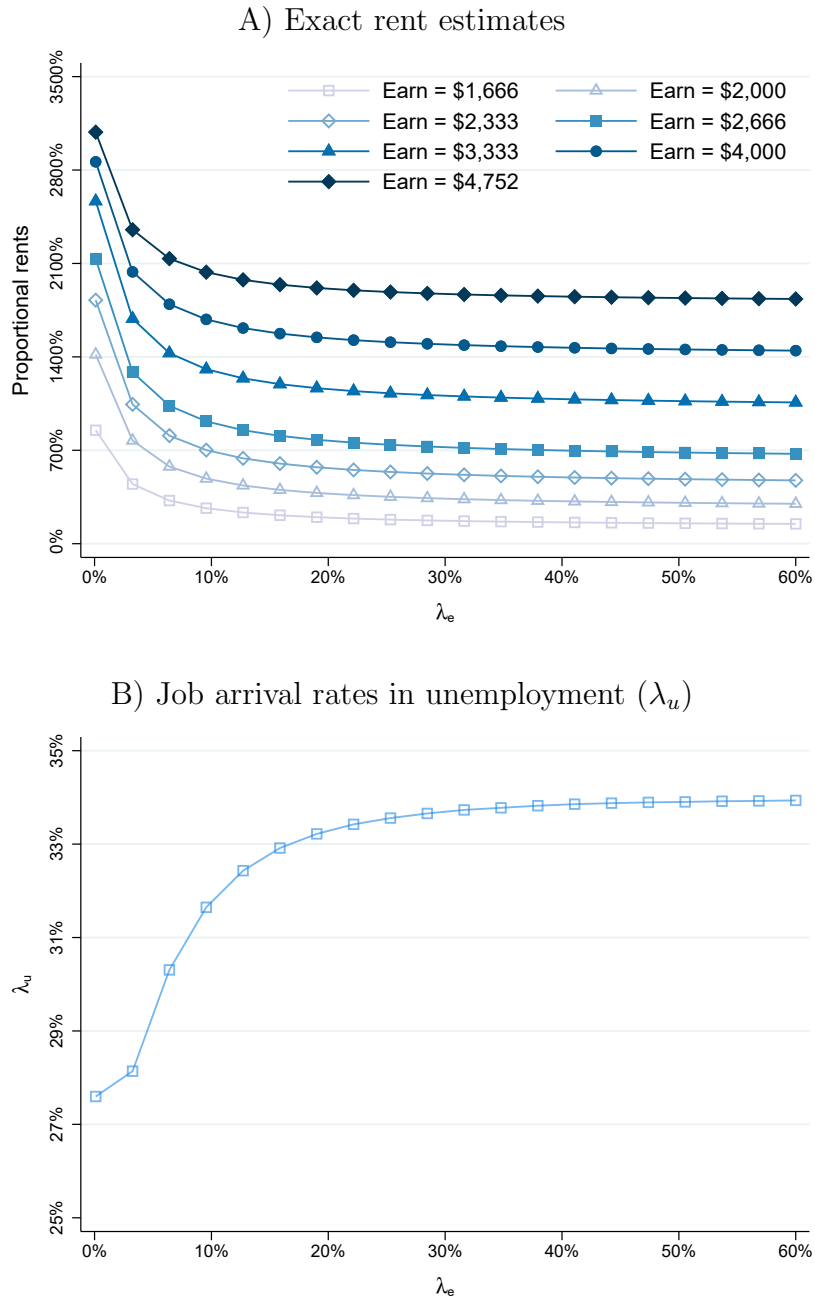 A) Exact rent estimates
3500%
2800%
2100%
1400%
700%
0%
Proportional rents
Earn = $1,666
Earn = $2,000
Earn = $2,333
Earn = $2,666
Earn = $3,333
Earn = $4,000
Earn = $4,752
0% 10% 20% 30% 40% 50% 60%
λe
B) Job arrival rates in unemployment (λu)
35%
33%
31%
29%
27%
25%
λu
0% 10% 20% 30% 40% 50% 60%
λe